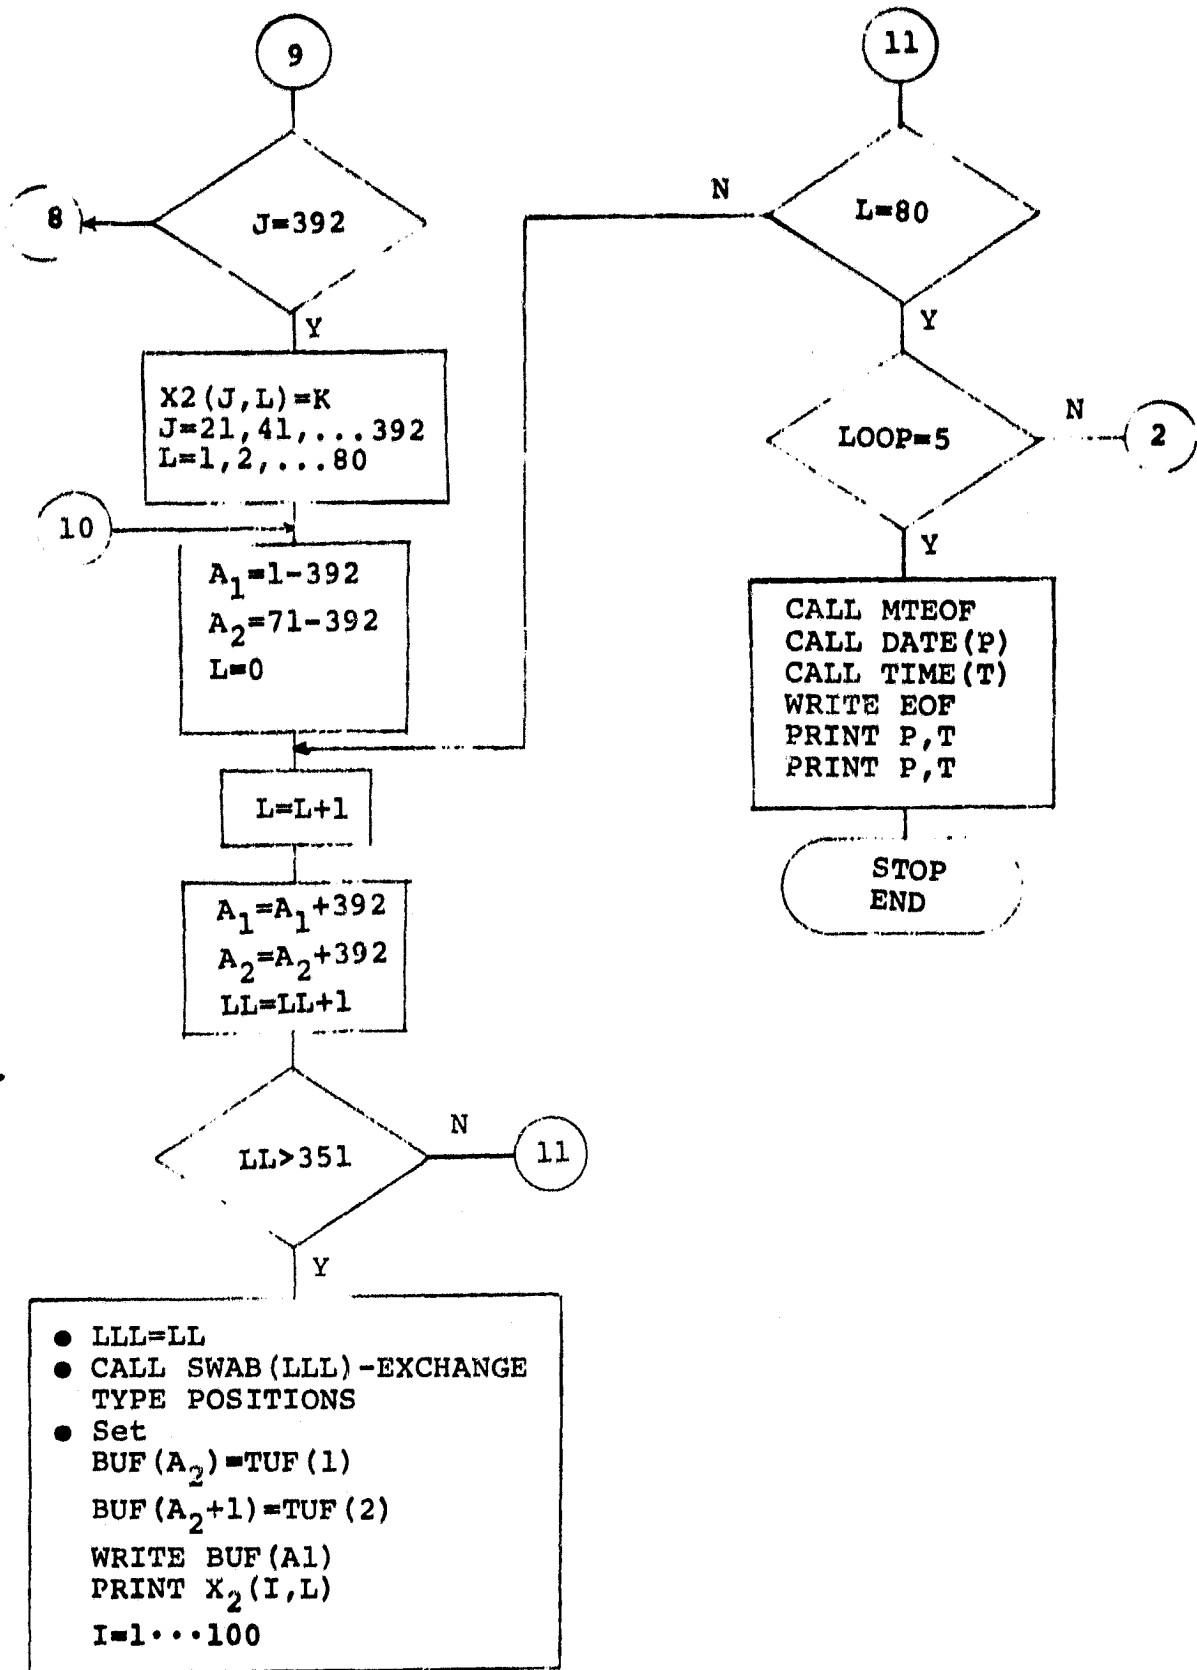 9
J=392
8
Y
X2(J,L)=K
J=21,41,...392
L=1,2,...80
10
A1=1-392
A2=71-392
L=0
L=L+1
A1=A1+392
A2=A2+392
LL=LL+1
LL>351
N
11
Y
● LLL=LL
● CALL SWAB(LLL)-EXCHANGE
TYPE POSITIONS
● Set
BUF(A2)=TUF(1)
BUF(A2+1)=TUF(2)
WRITE BUF(A1)
PRINT X2(I,L)
I=1···100
11
N
L=80
Y
LOOP=5
N
2
Y
CALL MTEOF
CALL DATE(P)
CALL TIME(T)
WRITE EOF
PRINT P,T
PRINT P,T
STOP
END